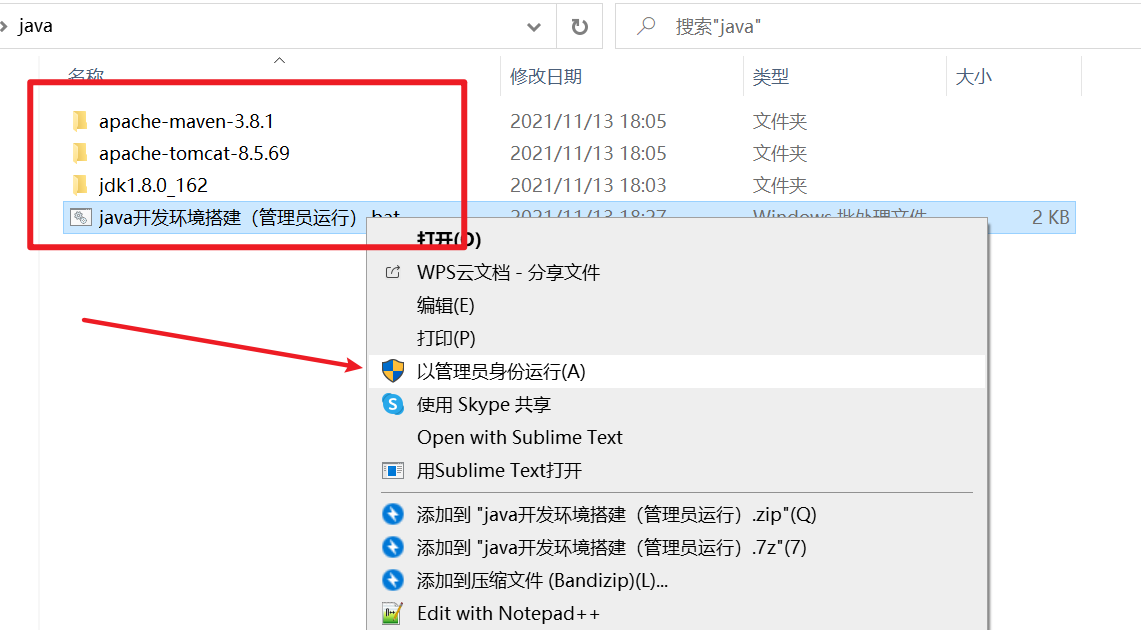 java
搜索"java"
名称 修改日期 类型 大小
apache-maven-3.8.1 2021/11/13 18:05 文件夹
apache-tomcat-8.5.69 2021/11/13 18:05 文件夹
jdk1.8.0_162 2021/11/13 18:03 文件夹
java开发环境搭建（管理员运行）.bat 2021/11/13 18:27 Windows 批处理文件 2 KB
打开(O)
WPS云文档 - 分享文件
编辑(E)
打印(P)
以管理员身份运行(A)
使用 Skype 共享
Open with Sublime Text
用Sublime Text打开
添加到 "java开发环境搭建（管理员运行）.zip"(Q)
添加到 "java开发环境搭建（管理员运行）.7z"(7)
添加到压缩文件 (Bandizip)(L)...
Edit with Notepad++